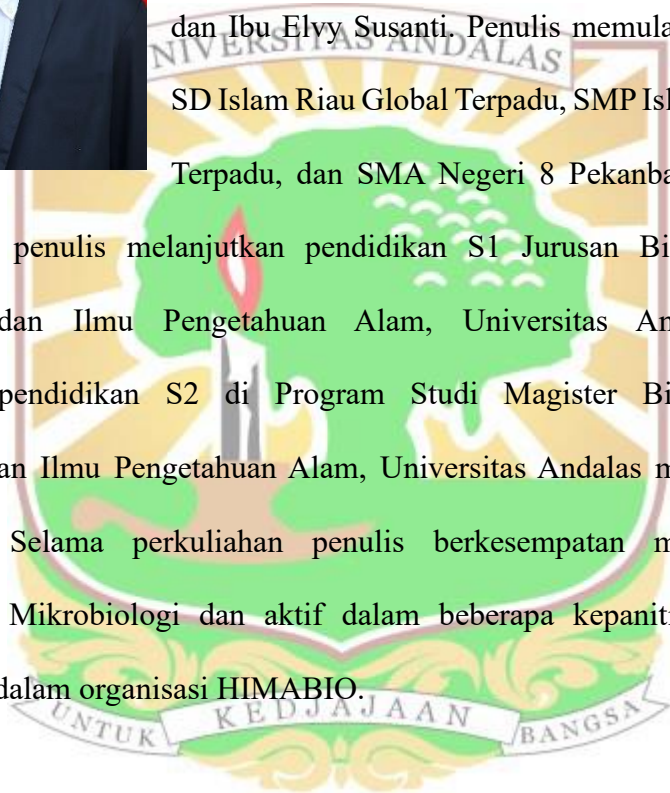 dan Ibu Elvy Susanti. Penulis memula
UNIVERSITAS ANDALAS
SD Islam Riau Global Terpadu, SMP Isl
Terpadu, dan SMA Negeri 8 Pekanba
penulis melanjutkan pendidikan S1 Jurusan Bi
dan Ilmu Pengetahuan Alam, Universitas An
pendidikan S2 di Program Studi Magister Bi
an Ilmu Pengetahuan Alam, Universitas Andalas m
Selama perkuliahan penulis berkesempatan m
Mikrobiologi dan aktif dalam beberapa kepanit
dalam organisasi HIMABIO.
UNTUK KEDJAJAAN BANGSA